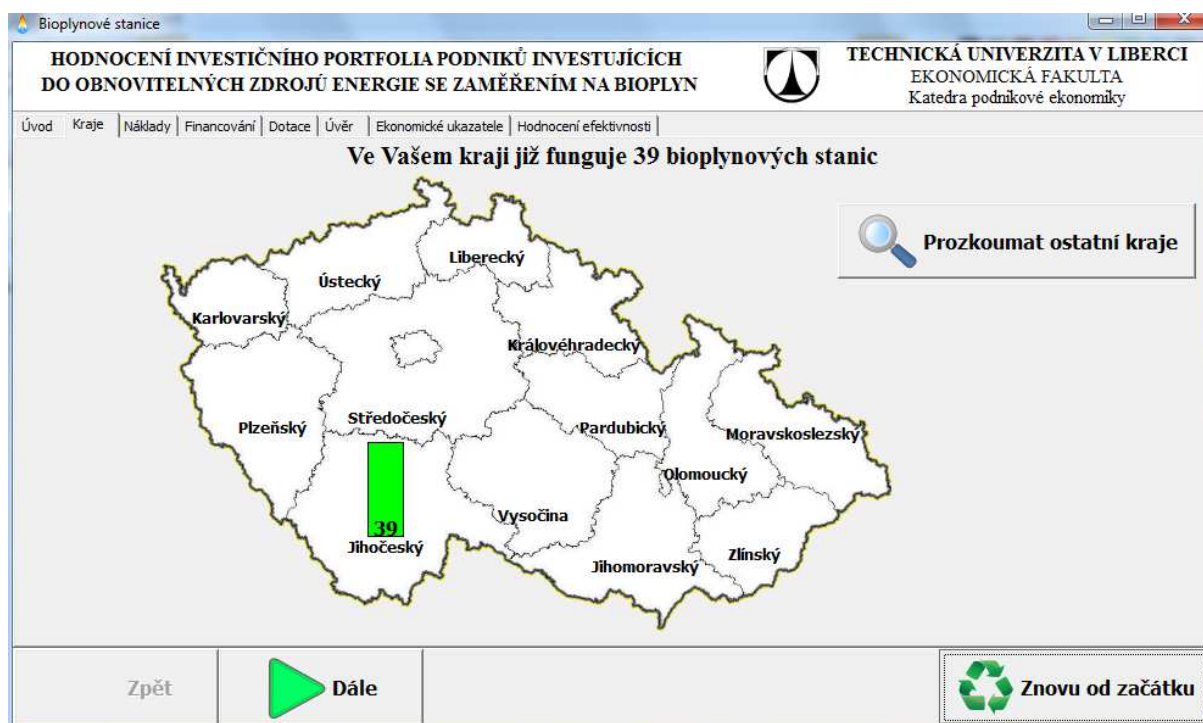 Bioplynové stanice
HODNOCENÍ INVESTIČNÍHO PORTFOLIA PODNIKŮ INVESTUJÍCÍCH
DO OBNOVITELNÝCH ZDROJŮ ENERGIE SE ZAMĚŘENÍM NA BIOPLYN
TECHNICKÁ UNIVERZITA V LIBERCI
EKONOMICKÁ FAKULTA
Katedra podnikové ekonomiky
Úvod Kraje Náklady Financování Dotace Úvěr Ekonomické ukazatele Hodnocení efektivnosti
Ve Vašem kraji již funguje 39 bioplynových stanic
Prozkoumat ostatní kraje
Liberecký
Ústecký
Karlovarský
Královéhradecký
Středočeský
Plzeňský
Pardubický
Moravskoslezský
Olomoucký
Vysočina
39
Jihočeský
Zlínský
Jihomoravský
Zpět
Dále
Znovu od začátku